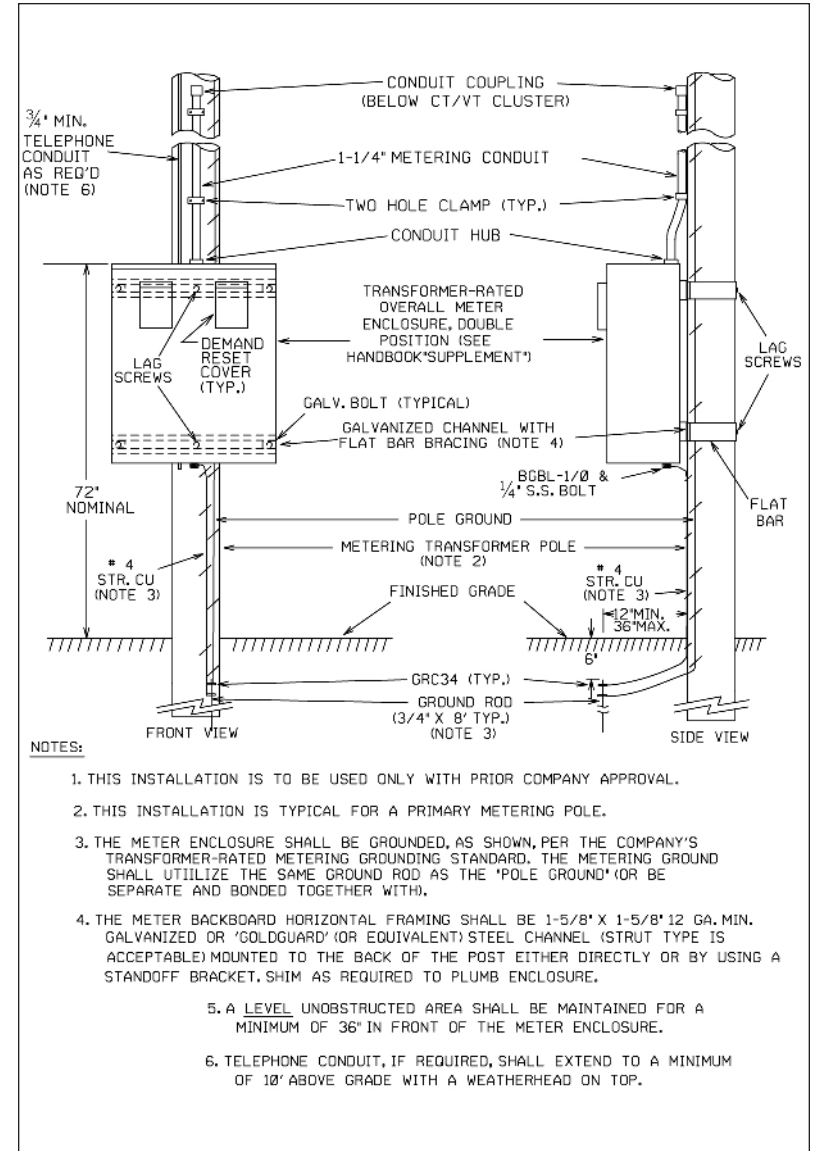 CONDUIT COUPLING
(BELOW CT/VT CLUSTER)
3/4" MIN.
TELEPHONE
CONDUIT
AS REQ'D
(NOTE 6)
1-1/4" METERING CONDUIT
TWO HOLE CLAMP (TYP.)
CONDUIT HUB
TRANSFORMER-RATED
OVERALL METER
ENCLOSURE, DOUBLE
POSITION (SEE
HANDBOOK"SUPPLEMENT")
DEMAND
RESET
COVER
(TYP.)
LAG
SCREWS
LAG
SCREWS
GALV. BOLT (TYPICAL)
GALVANIZED CHANNEL WITH
FLAT BAR BRACING (NOTE 4)
72"
NOMINAL
BGBL-1/0 &
1/4" S.S. BOLT
FLAT
BAR
POLE GROUND
METERING TRANSFORMER POLE
(NOTE 2)
# 4
STR. CU
(NOTE 3)
# 4
STR. CU
(NOTE 3)
FINISHED GRADE
12"MIN.
36"MAX.
6"
GRC34 (TYP.)
GROUND ROD
(3/4" X 8' TYP.)
(NOTE 3)
FRONT VIEW
SIDE VIEW
NOTES:
1. THIS INSTALLATION IS TO BE USED ONLY WITH PRIOR COMPANY APPROVAL.
2. THIS INSTALLATION IS TYPICAL FOR A PRIMARY METERING POLE.
3. THE METER ENCLOSURE SHALL BE GROUNDED, AS SHOWN, PER THE COMPANY'S
TRANSFORMER-RATED METERING GROUNDING STANDARD. THE METERING GROUND
SHALL UTIILIZE THE SAME GROUND ROD AS THE "POLE GROUND" (OR BE
SEPARATE AND BONDED TOGETHER WITH).
4. THE METER BACKBOARD HORIZONTAL FRAMING SHALL BE 1-5/8" X 1-5/8" 12 GA. MIN.
GALVANIZED OR 'GOLDGUARD' (OR EQUIVALENT) STEEL CHANNEL (STRUT TYPE IS
ACCEPTABLE) MOUNTED TO THE BACK OF THE POST EITHER DIRECTLY OR BY USING A
STANDOFF BRACKET. SHIM AS REQUIRED TO PLUMB ENCLOSURE.
5. A LEVEL UNOBSTRUCTED AREA SHALL BE MAINTAINED FOR A
MINIMUM OF 36" IN FRONT OF THE METER ENCLOSURE.
6. TELEPHONE CONDUIT, IF REQUIRED, SHALL EXTEND TO A MINIMUM
OF 10' ABOVE GRADE WITH A WEATHERHEAD ON TOP.